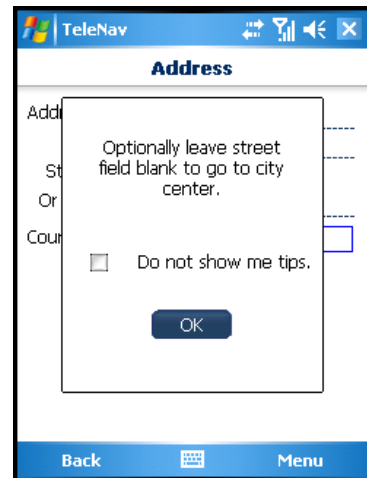 TeleNav
Address
Optionally leave street
field blank to go to city
center.
Or
Do not show me tips.
OK
Back
Menu